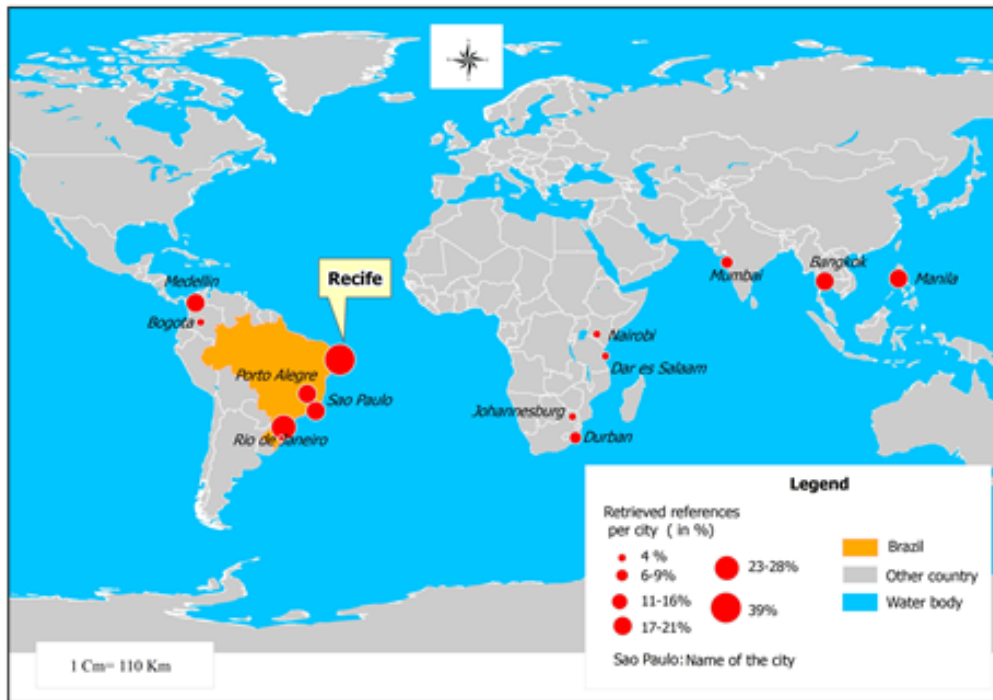 Recife
Medellin
Bogota
Porto Alegre
Sao Paulo
Rio de Janeiro
Mumbai
Bangkok
Manila
Nairobi
Dar es Salaam
Johannesburg
Durban
Legend
Retrieved references
per city ( in %)
4 %
6-9%
11-16%
17-21%
23-28%
39%
Brazil
Other country
Water body
Sao Paulo: Name of the city
1 Cm= 110 Km